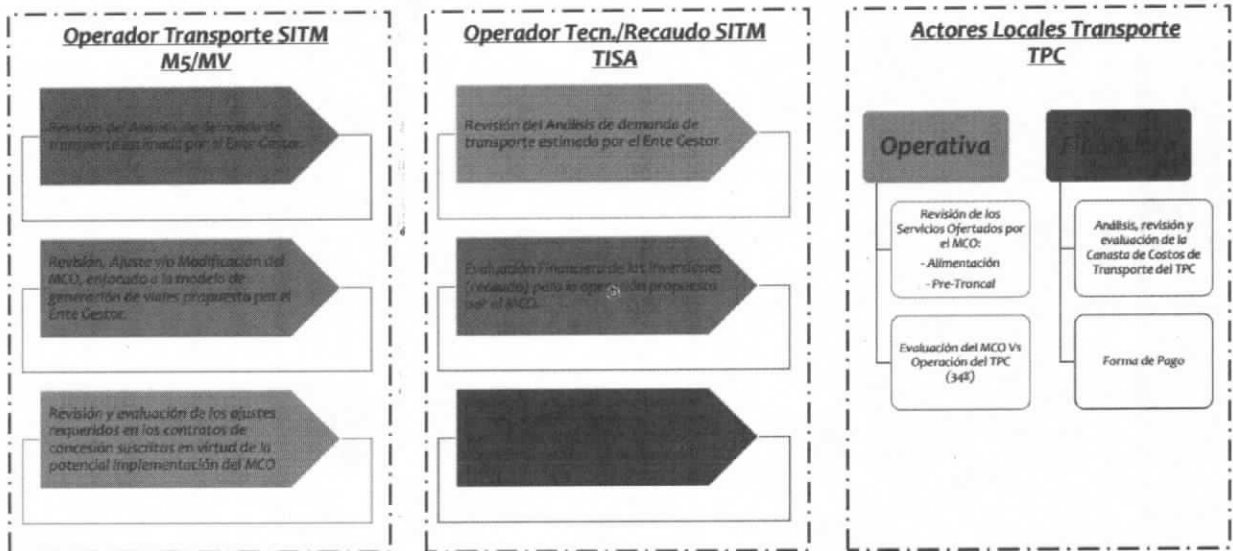 Operador Transporte SITM
M5/MV
Revisión del Análisis de demanda de
transporte estimada por el Ente Gestor.
Revisión, Ajuste y/o Modificación del
MCO, enfocado a la modelo de
generación de viajes propuesta por el
Ente Gestor.
Revisión y evaluación de los ajustes
requeridos en los contratos de
concesión suscritos en virtud de la
potencial implementación del MCO
Operador Tecn./Recaudo SITM
TISA
Revisión del Análisis de demanda de
transporte estimada por el Ente Gestor.
Evaluación Financiera de las inversiones
(recaudo) para la operación propuesta
por el MCO.
Actores Locales Transporte
TPC
Operativa
Revisión de los
Servicios Ofertados por
el MCO:
- Alimentación
- Pre-Troncal
Evaluación del MCO Vs
Operación del TPC
(34%)
Financiera
Análisis, revisión y
evaluación de la
Canasta de Costos de
Transporte del TPC
Forma de Pago